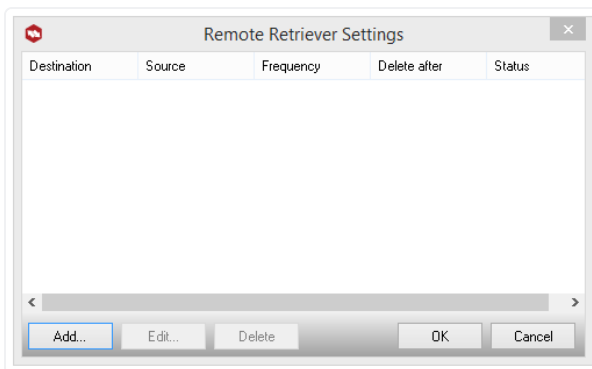 Remote Retriever Settings
Destination Source Frequency Delete after Status
Add... Edit... Delete OK Cancel